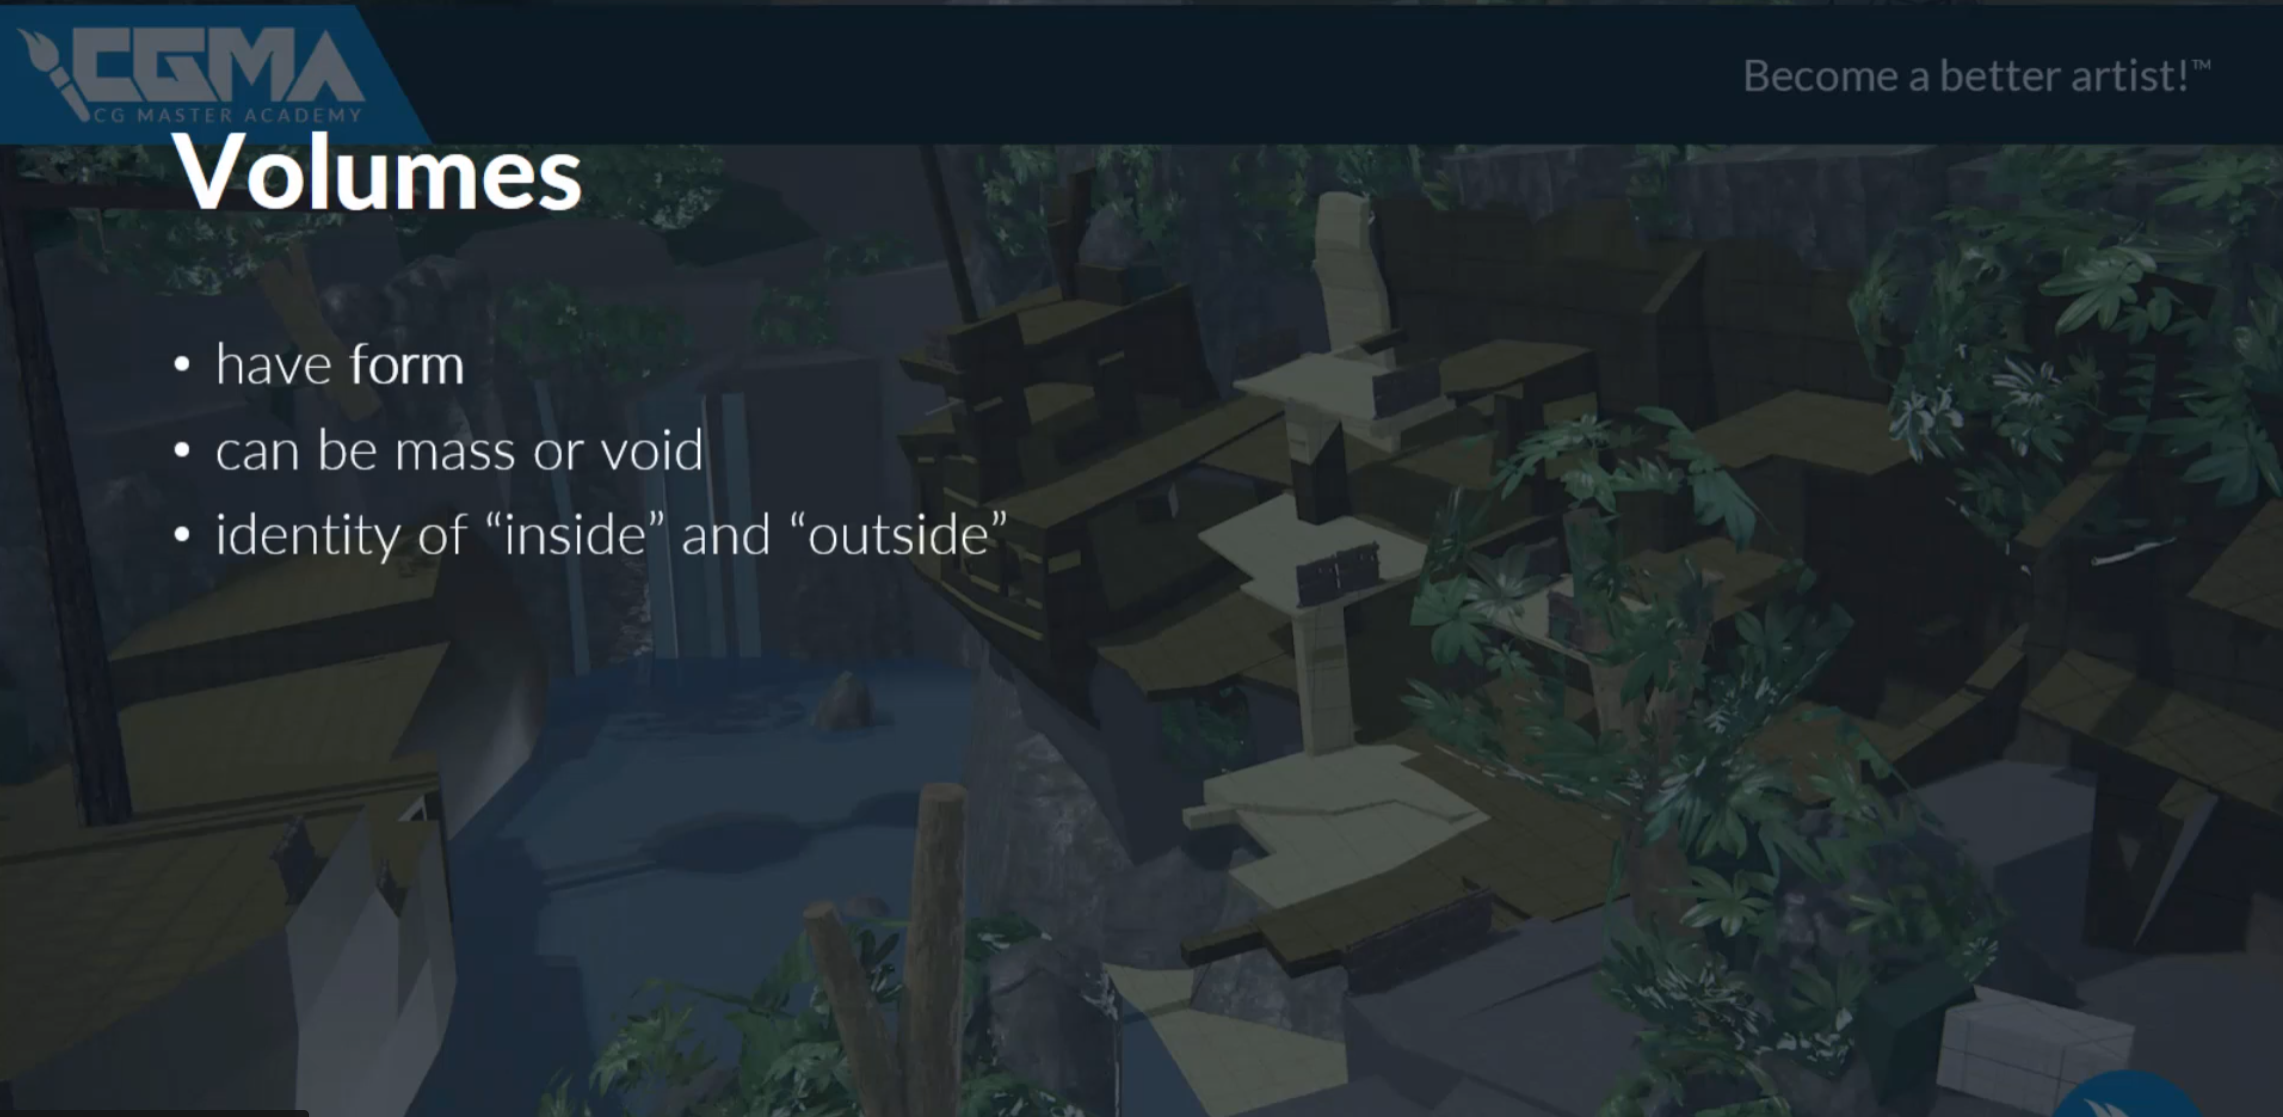 CGMA
CG MASTER ACADEMY
Become a better artist!™
Volumes
• have form
• can be mass or void
• identity of “inside” and “outside”